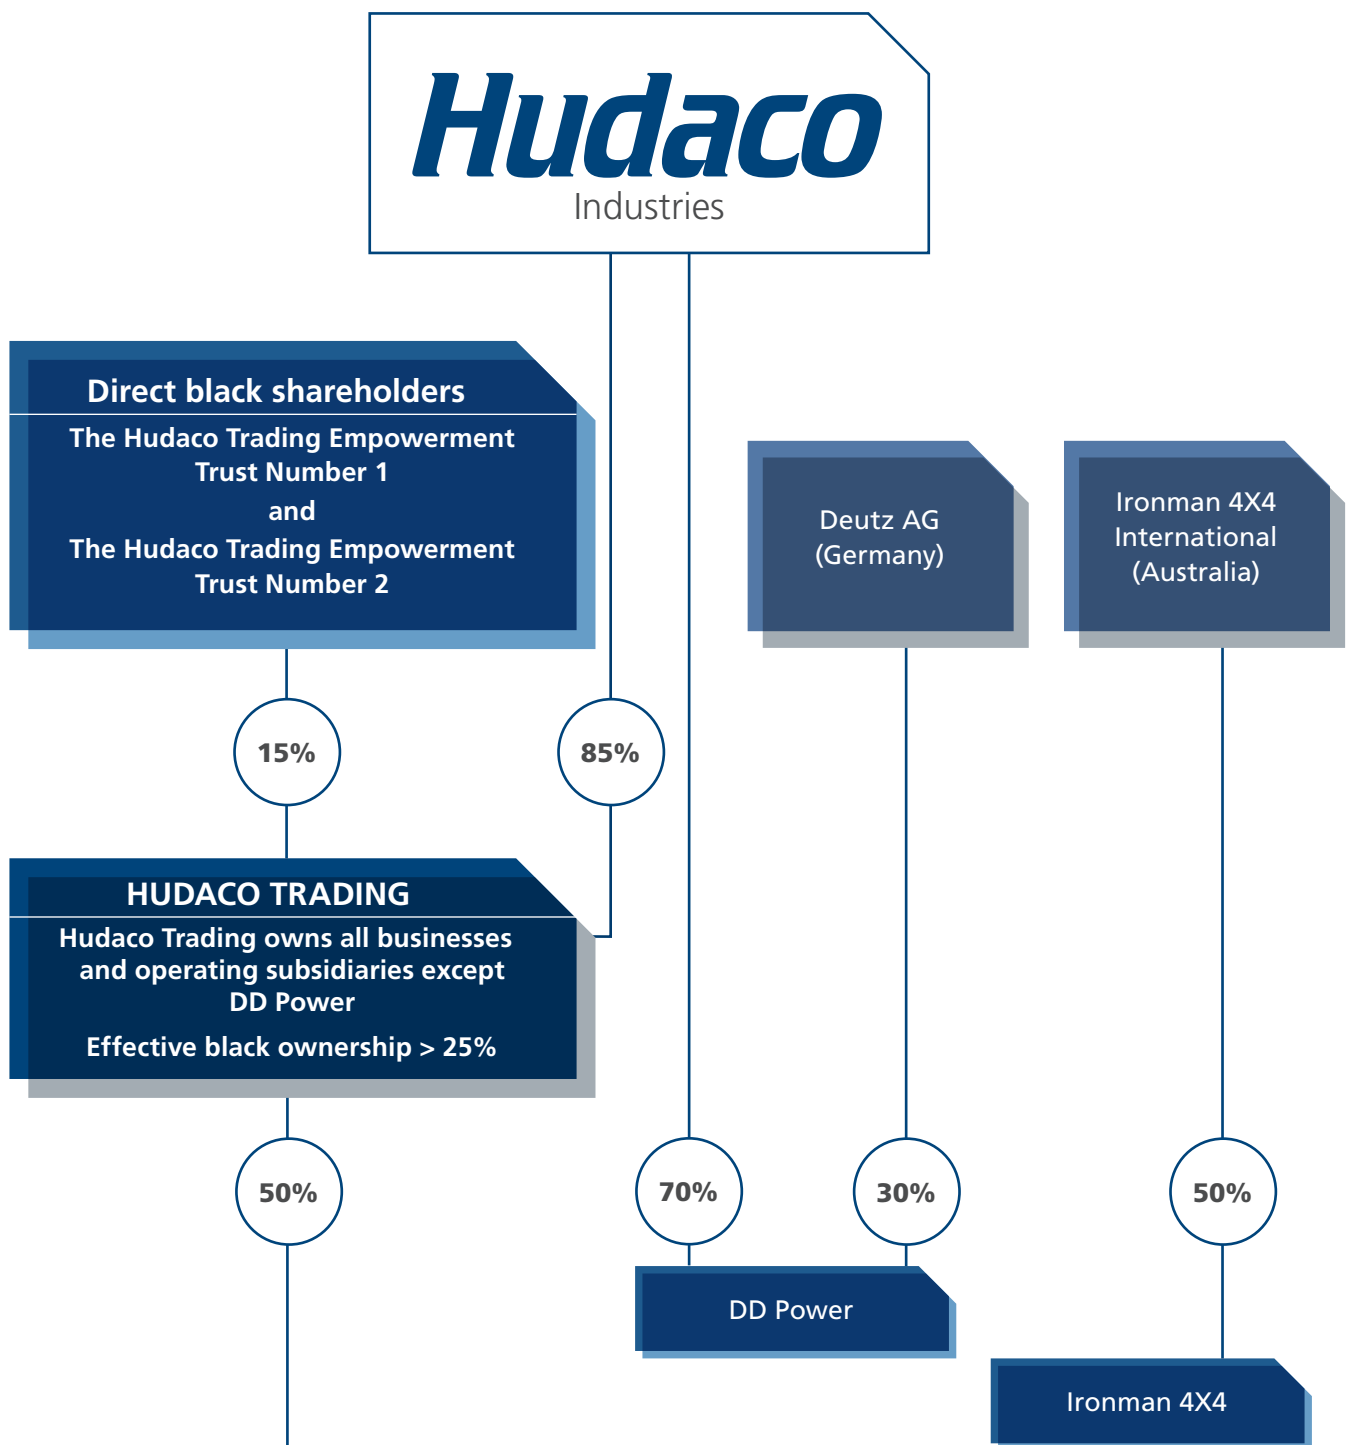 Hudaco
Industries
Direct black shareholders
The Hudaco Trading Empowerment
Trust Number 1
and
The Hudaco Trading Empowerment
Trust Number 2
Deutz AG
(Germany)
Ironman 4X4
International
(Australia)
15%
85%
HUDACO TRADING
Hudaco Trading owns all businesses
and operating subsidiaries except
DD Power
Effective black ownership > 25%
50%
70%
30%
50%
DD Power
Ironman 4X4